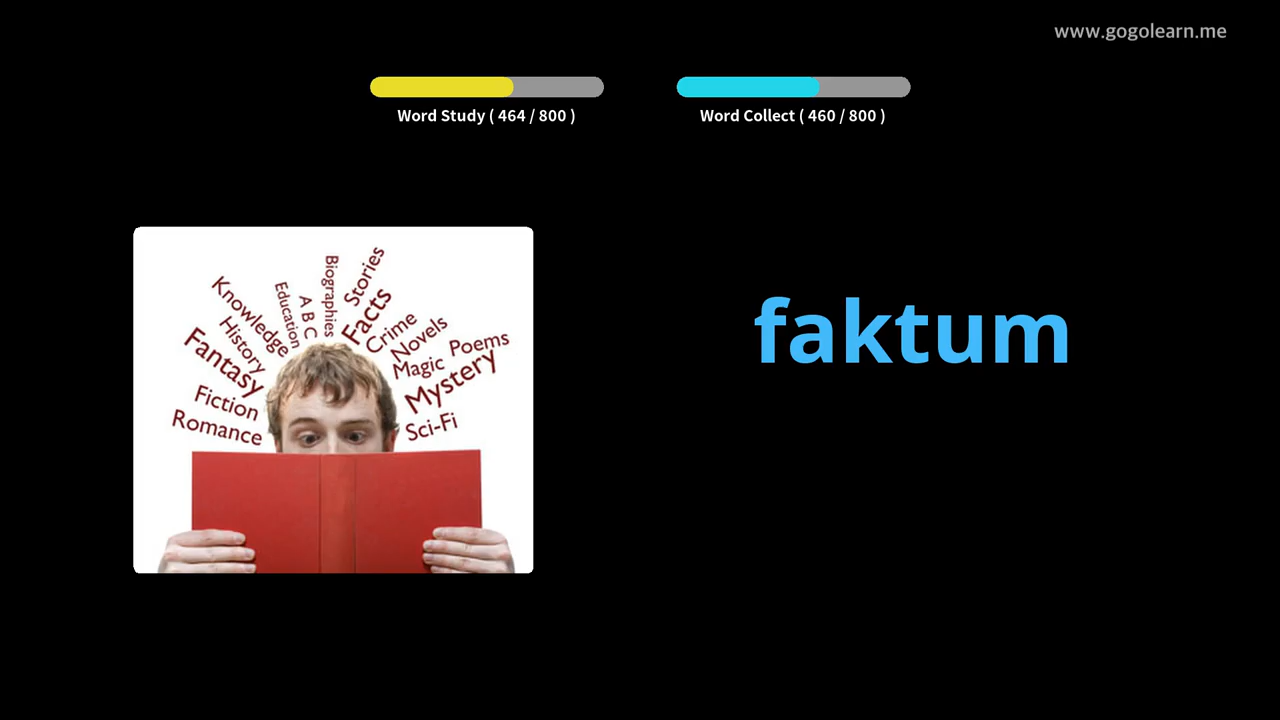 www.gogolearn.me
Word Study ( 464 / 800 )
Word Collect ( 460 / 800 )
Knowledge
Education
A B C
Biographies
Stories
Facts
Crime
Novels
Poems
History
Fantasy
Magic
Mystery
Fiction
Romance
Sci-Fi
faktum